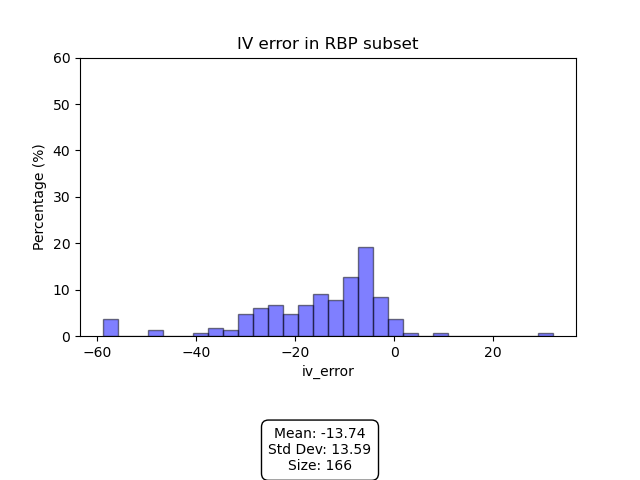 IV error in RBP subset
60
50
40
30
20
10
0
Percentage (%)
−60
−40
−20
0
20
iv_error
Mean: -13.74
Std Dev: 13.59
Size: 166